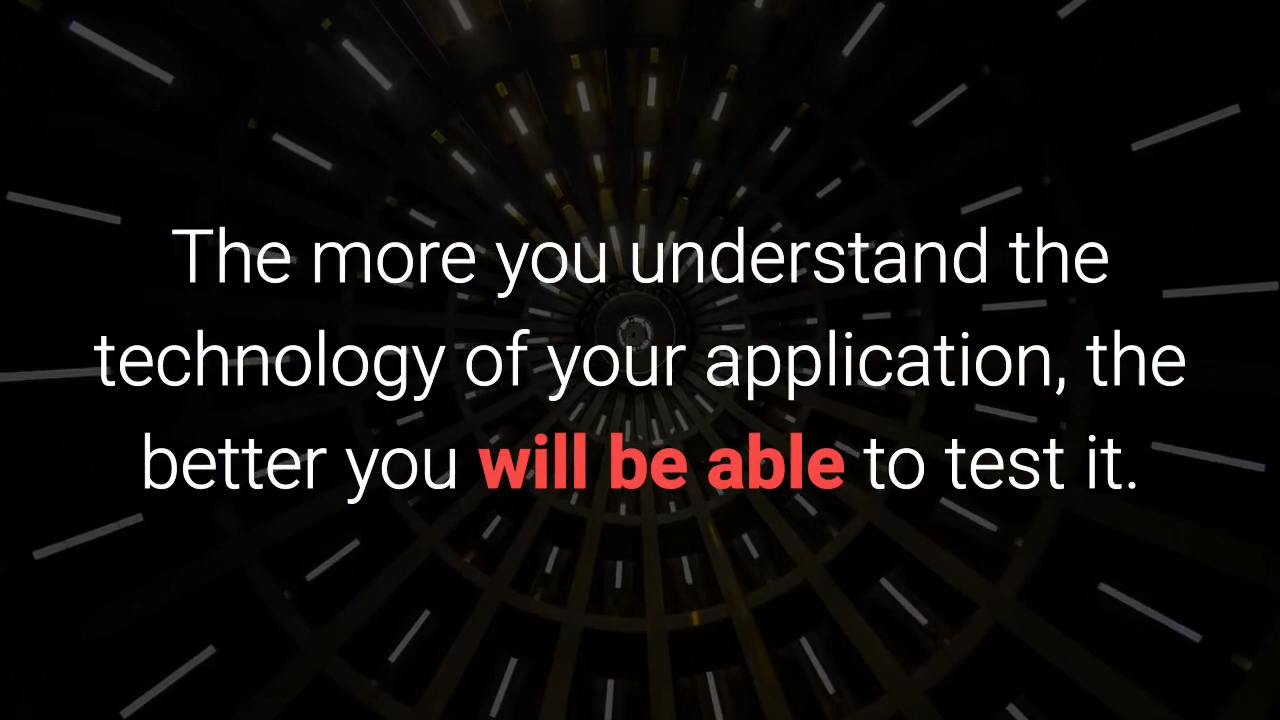 The more you understand the
technology of your application, the
better you will be able to test it.